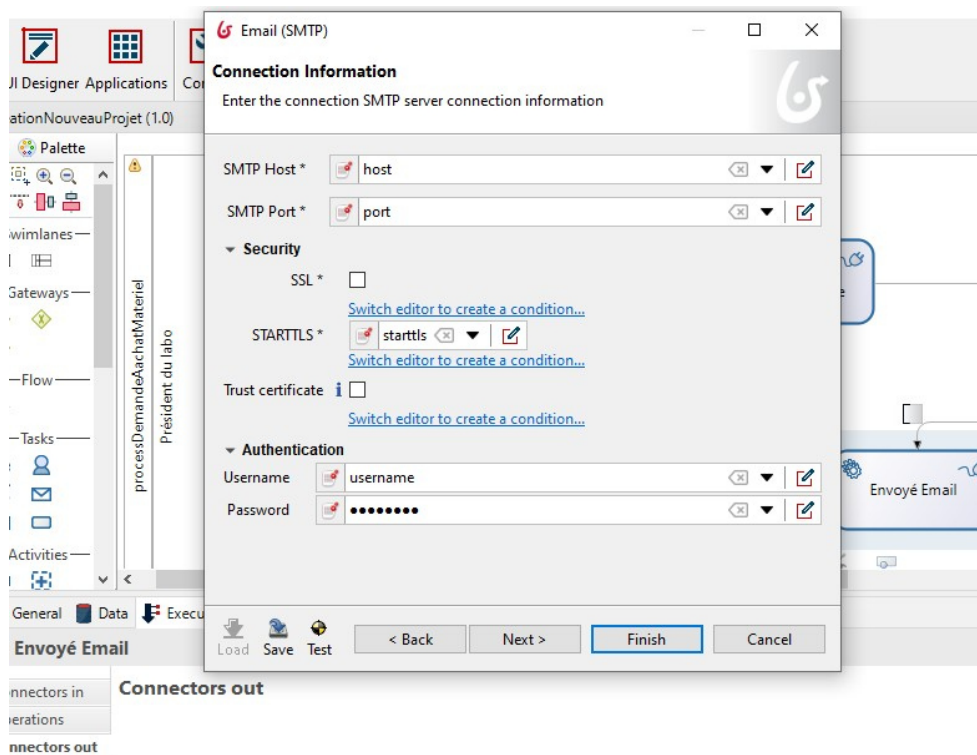 Email (SMTP)
Connection Information
Enter the connection SMTP server connection information
UI Designer Applications
ationNouveauProjet (1.0)
Palette
wimlanes
Gateways
Flow
Tasks
Activities
processDemandeAachatMateriel
Président du labo
SMTP Host * host
SMTP Port * port
Security
SSL *
Switch editor to create a condition...
STARTTLS * starttls
Switch editor to create a condition...
Trust certificate i
Switch editor to create a condition...
Authentication
Username username
Password ••••••••
Envoyé Email
Load Save Test < Back Next > Finish Cancel
General Data Execu
Envoyé Email
nnectors in
erations
nnectors out
Connectors out